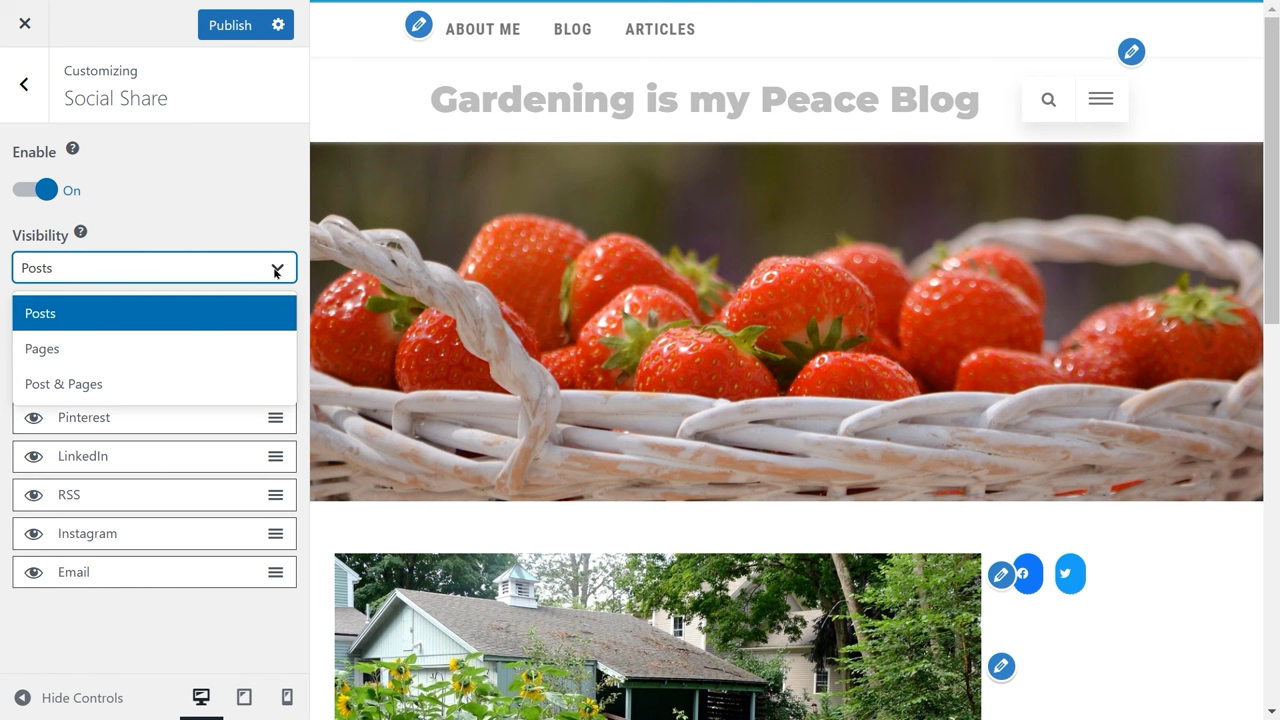 Publish
Customizing
Social Share
Enable
On
Visibility
Posts
Posts
Pages
Post & Pages
Pinterest
LinkedIn
RSS
Instagram
Email
Hide Controls
ABOUT ME BLOG ARTICLES
Gardening is my Peace Blog